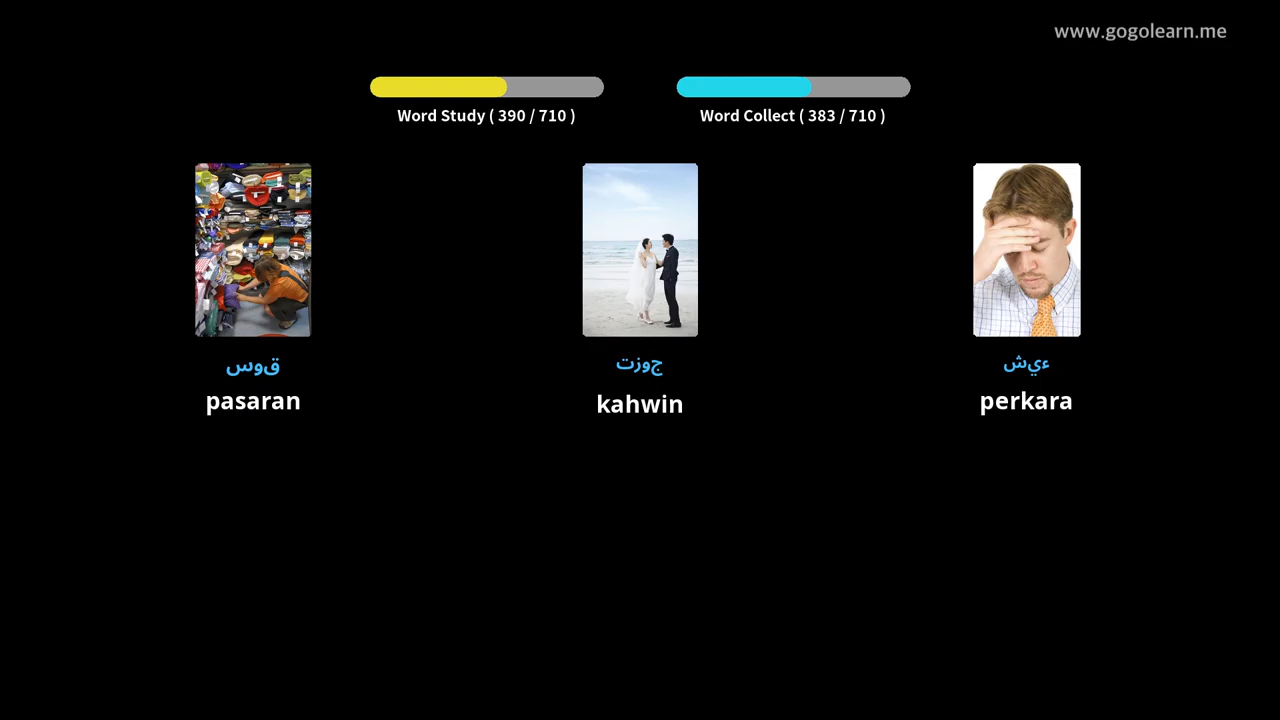 www.gogolearn.me
Word Study ( 390 / 710 )
Word Collect ( 383 / 710 )
قوس
جوزت
ءيش
pasaran
kahwin
perkara